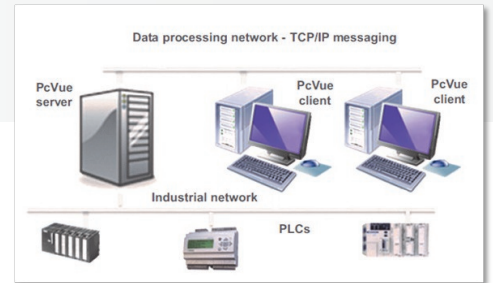 Data processing network - TCP/IP messaging
PcVue
server
PcVue
client
PcVue
client
Industrial network
PLCs